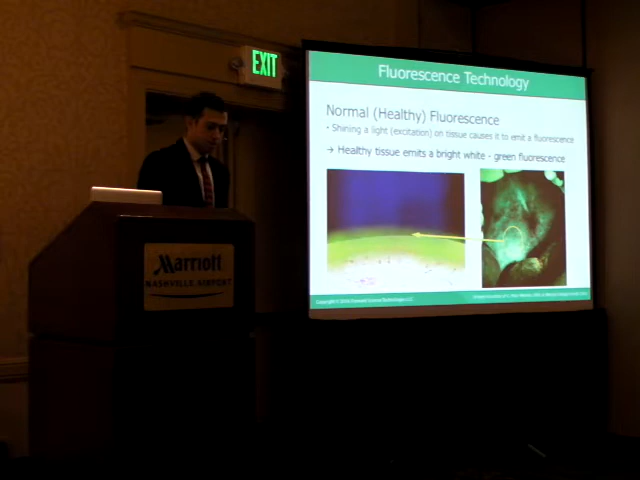 EXIT
Fluorescence Technology
Normal (Healthy) Fluorescence
• Shining a light (excitation) on tissue causes it to emit a fluorescence
→ Healthy tissue emits a bright white - green fluorescence
Marriott
NASHVILLE AIRPORT